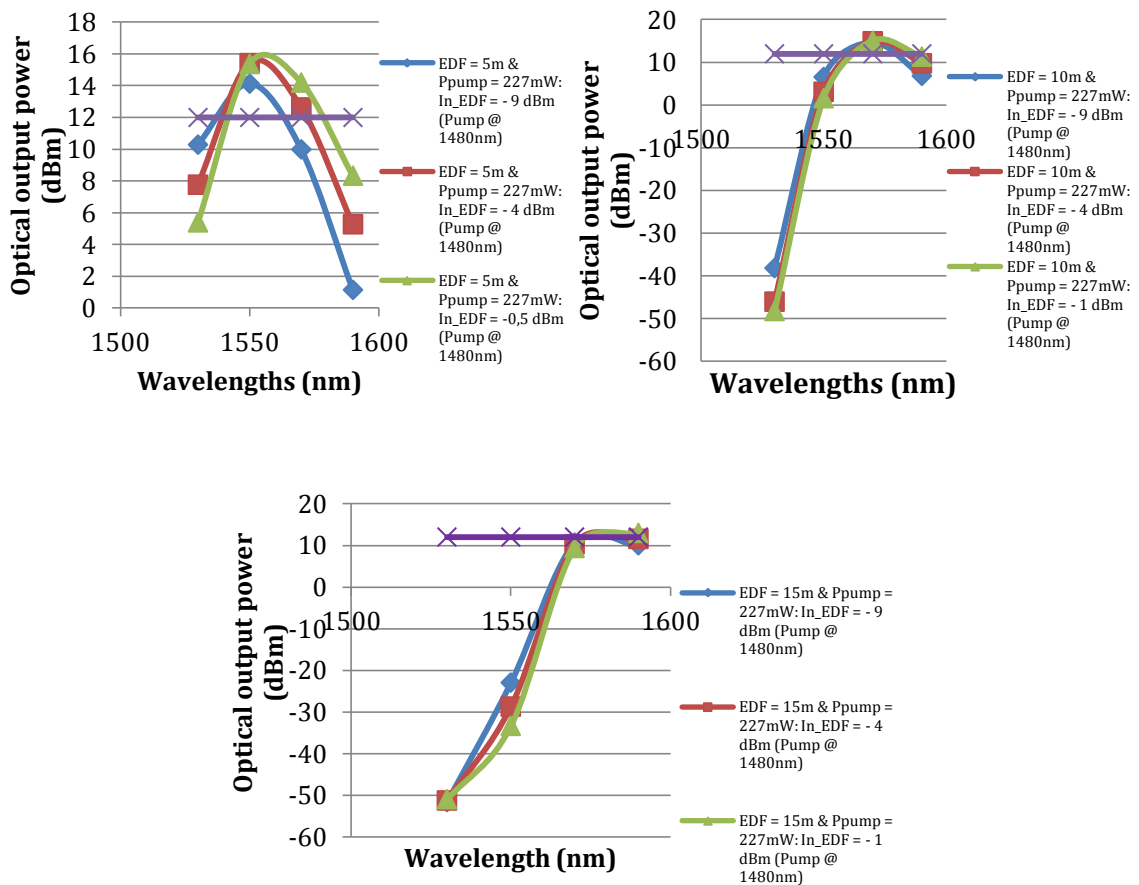 18
16
14
12
10
8
6
4
2
0
1500
1550
1600
Optical output power
(dBm)
Wavelengths (nm)
EDF = 5m &
Ppump = 227mW:
In_EDF = - 9 dBm
(Pump @
1480nm)
EDF = 5m &
Ppump = 227mW:
In_EDF = - 4 dBm
(Pump @
1480nm)
EDF = 5m &
Ppump = 227mW:
In_EDF = -0,5 dBm
(Pump @
1480nm)
20
10
0
-10
-20
-30
-40
-50
-60
1500
1550
1600
Optical output power
(dBm)
Wavelengths (nm)
EDF = 10m &
Ppump = 227mW:
In_EDF = - 9 dBm
(Pump @
1480nm)
EDF = 10m &
Ppump = 227mW:
In_EDF = - 4 dBm
(Pump @
1480nm)
EDF = 10m &
Ppump = 227mW:
In_EDF = - 1 dBm
(Pump @
1480nm)
20
10
0
-10
-20
-30
-40
-50
-60
1500
1550
1600
Optical output power
(dBm)
Wavelength (nm)
EDF = 15m & Ppump =
227mW: In_EDF = - 9
dBm (Pump @
1480nm)
EDF = 15m & Ppump =
227mW: In_EDF = - 4
dBm (Pump @
1480nm)
EDF = 15m & Ppump =
227mW: In_EDF = - 1
dBm (Pump @
1480nm)